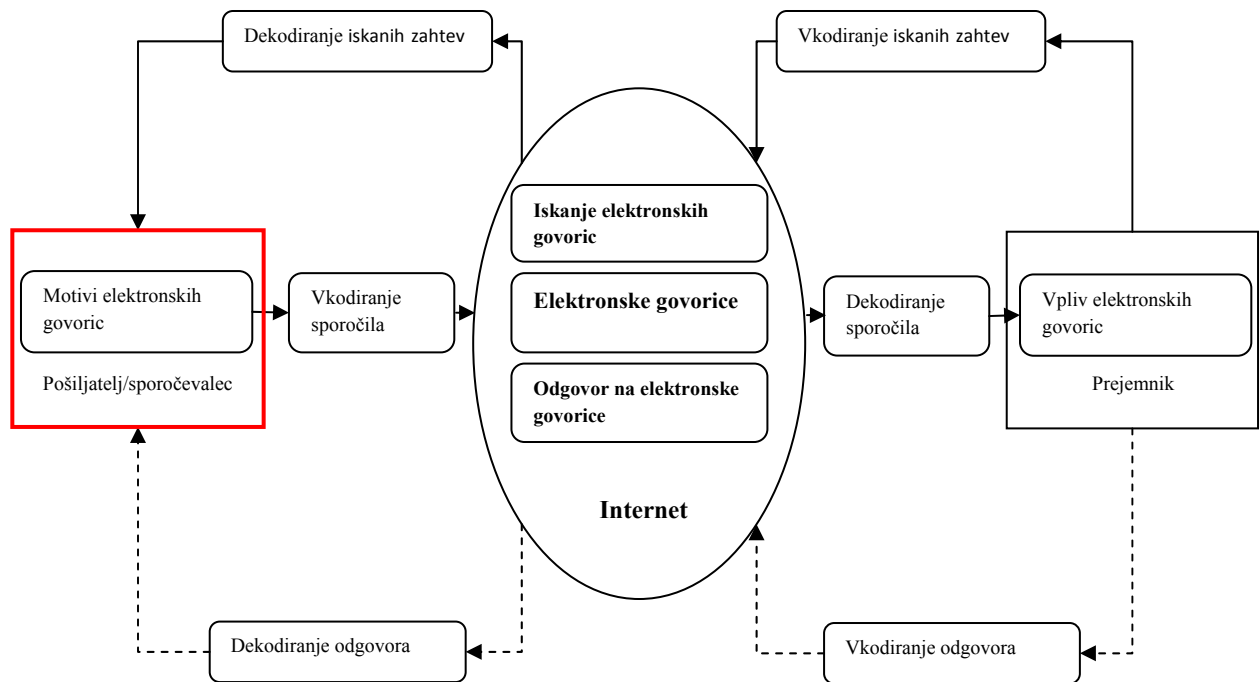 Dekodiranje iskanih zahtev
Vkodiranje iskanih zahtev
Iskanje elektronskih
govoric
Motivi elektronskih
govoric
Pošiljatelj/sporočevalec
Vkodiranje
sporočila
Elektronske govorice
Dekodiranje
sporočila
Vpliv elektronskih
govoric
Prejemnik
Odgovor na elektronske
govorice
Internet
Dekodiranje odgovora
Vkodiranje odgovora